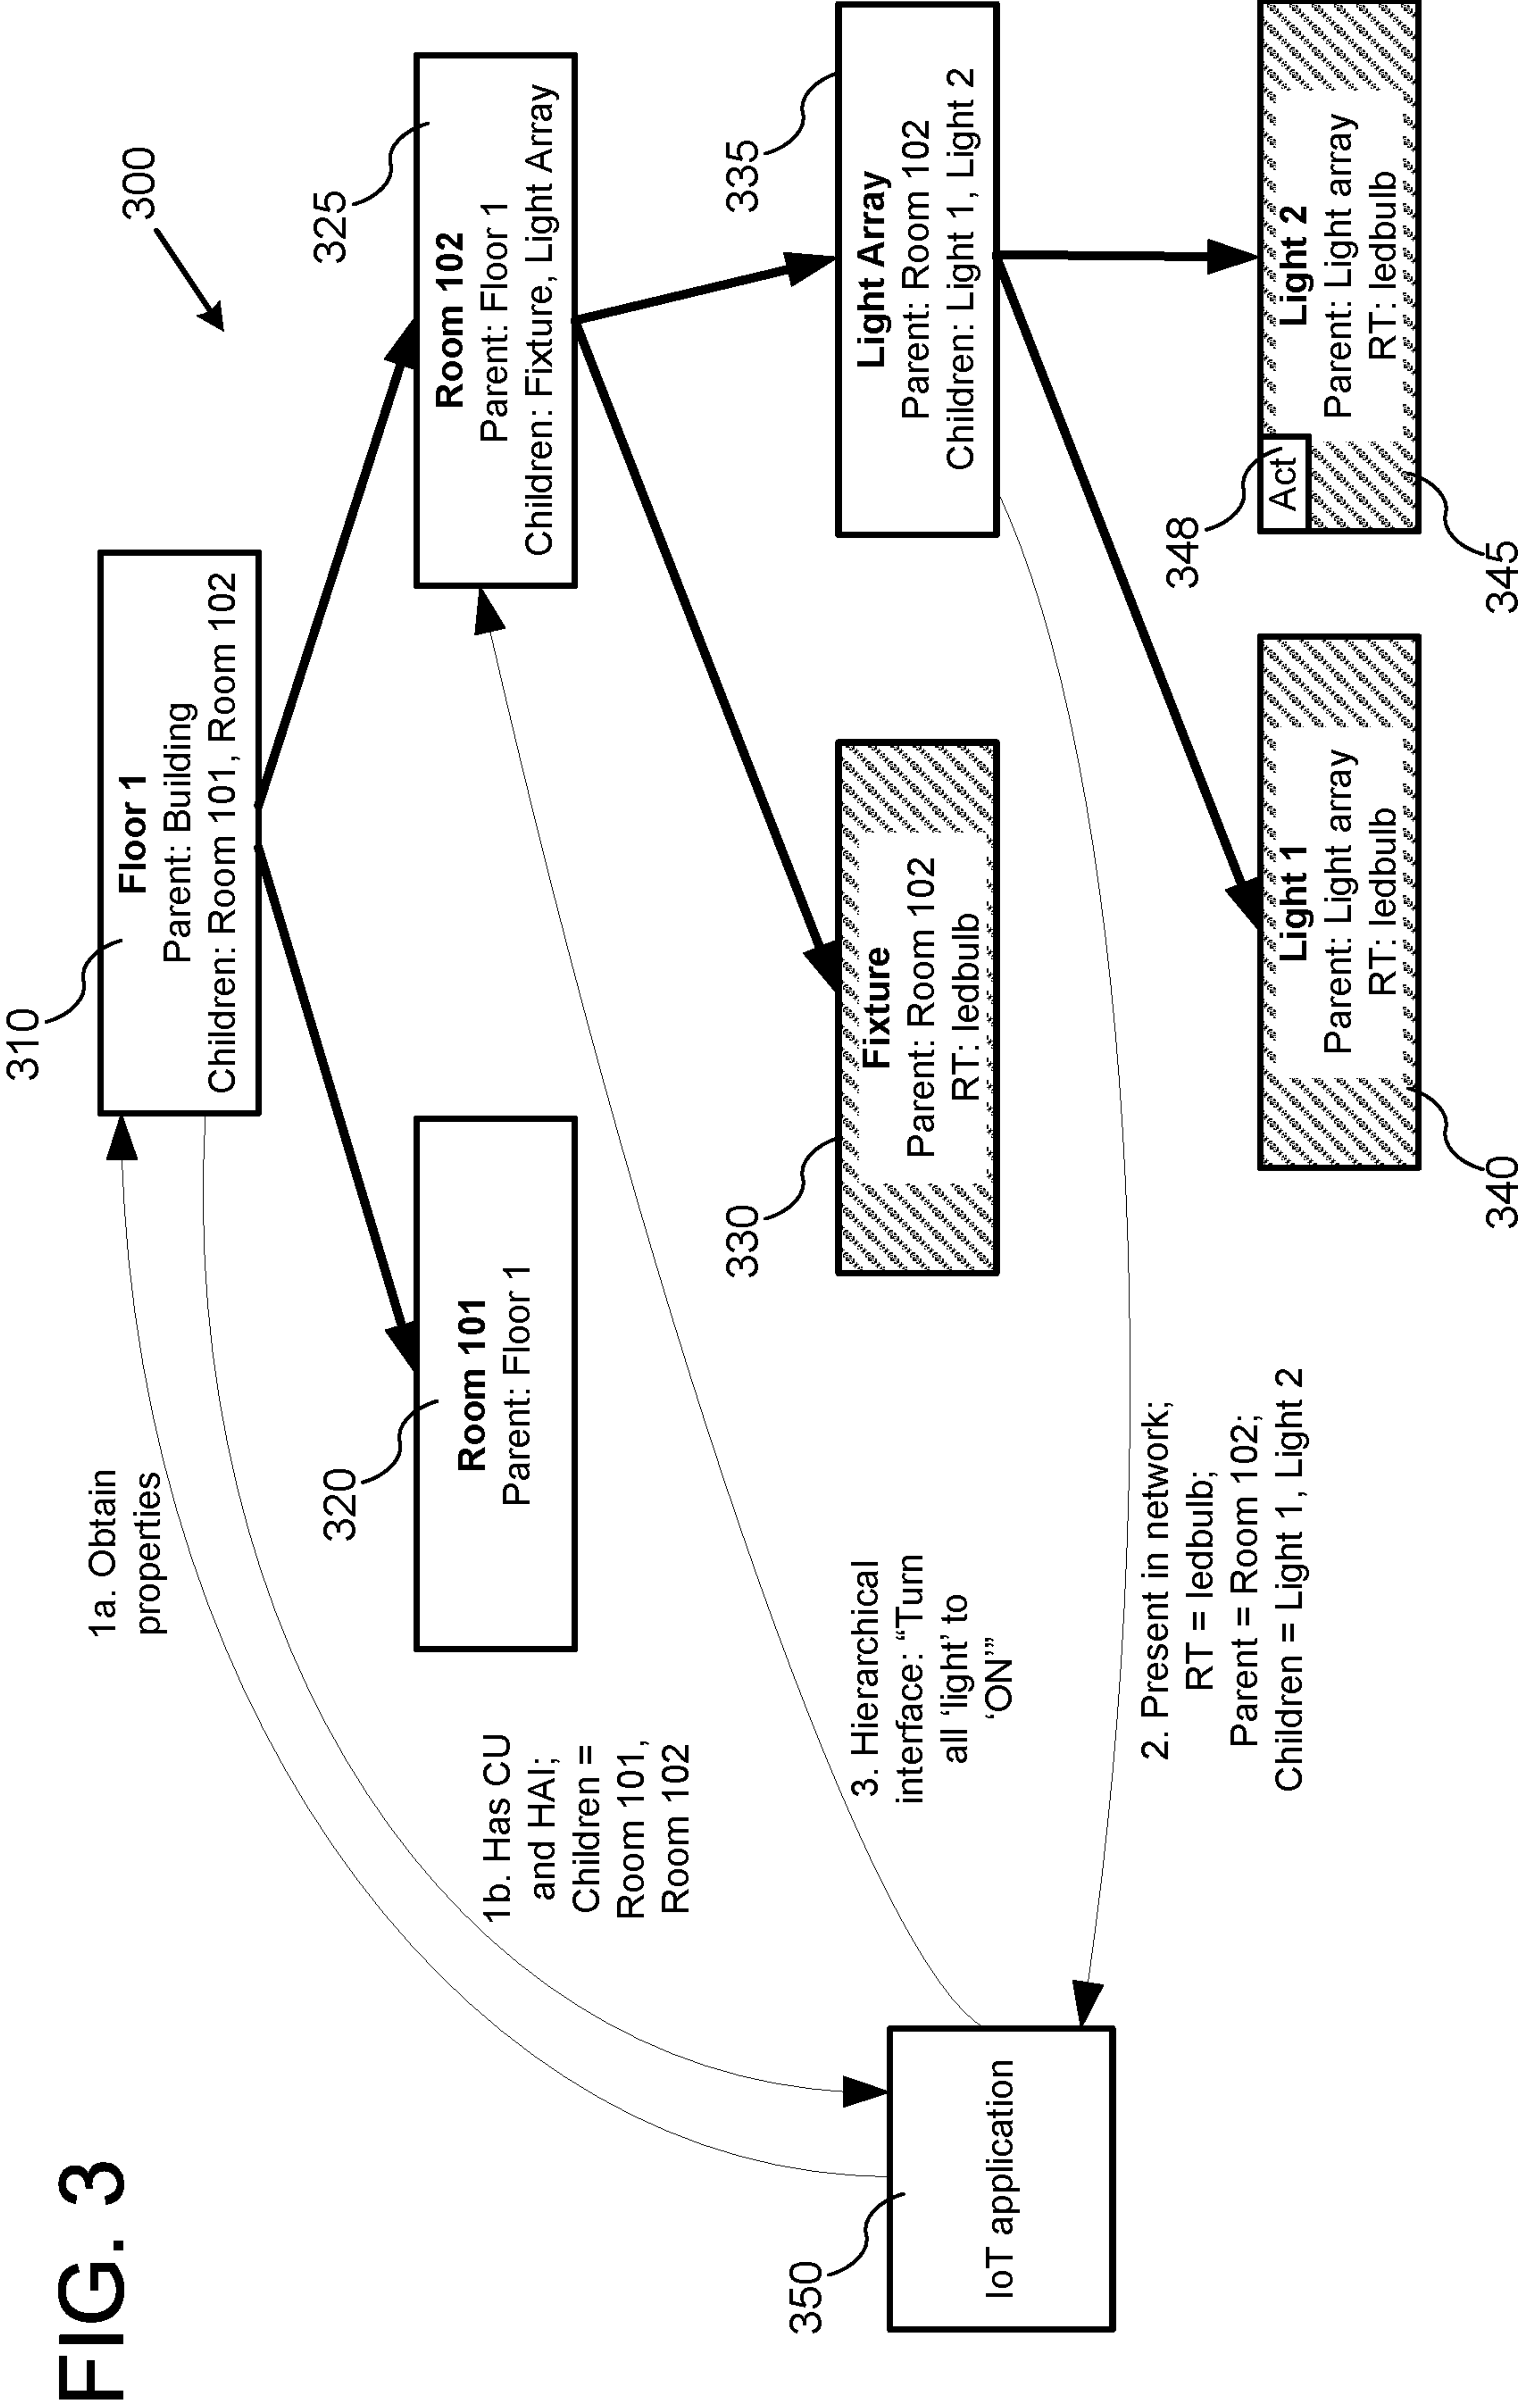 FIG. 3
300
310
Floor 1
Parent: Building
Children: Room 101, Room 102
1a. Obtain
properties
1b. Has CU
and HAI;
Children =
Room 101,
Room 102
320
Room 101
Parent: Floor 1
325
Room 102
Parent: Floor 1
Children: Fixture, Light Array
330
Fixture
Parent: Room 102
RT: ledbulb
335
Light Array
Parent: Room 102
Children: Light 1, Light 2
350
IoT application
3. Hierarchical
interface: “Turn
all ‘light’ to
‘ON’”
2. Present in network;
RT = ledbulb;
Parent = Room 102;
Children = Light 1, Light 2
340
Light 1
Parent: Light array
RT: ledbulb
348
Act
345
Light 2
Parent: Light array
RT: ledbulb